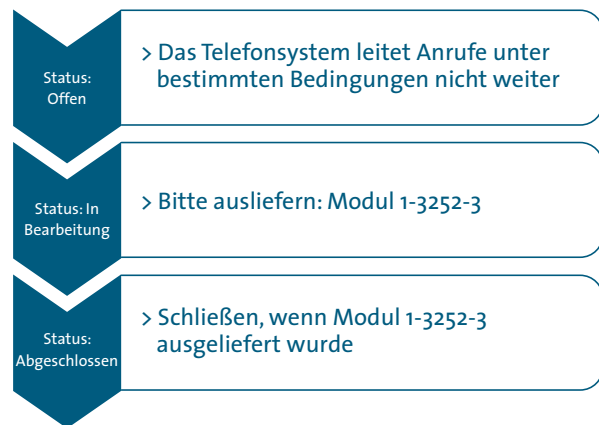 Status:
Offen
> Das Telefonsystem leitet Anrufe unter
bestimmten Bedingungen nicht weiter
Status: In
Bearbeitung
> Bitte ausliefern: Modul 1-3252-3
Status:
Abgeschlossen
> Schließen, wenn Modul 1-3252-3
ausgeliefert wurde